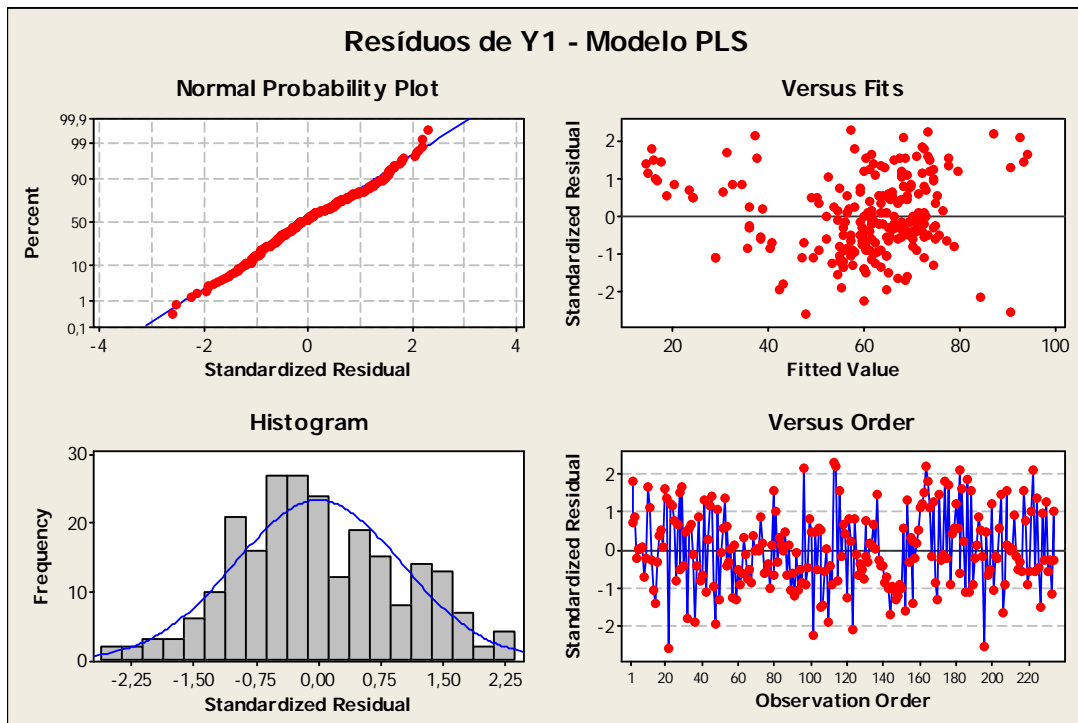 Resíduos de Y1 - Modelo PLS
Normal Probability Plot
99,9
99
90
50
10
1
0,1
Percent
-4 -2 0 2 4
Standardized Residual
Versus Fits
2
1
0
-1
-2
Standardized Residual
20 40 60 80 100
Fitted Value
Histogram
30
20
10
0
Frequency
-2,25 -1,50 -0,75 0,00 0,75 1,50 2,25
Standardized Residual
Versus Order
2
1
0
-1
-2
Standardized Residual
1 20 40 60 80 100 120 140 160 180 200 220
Observation Order